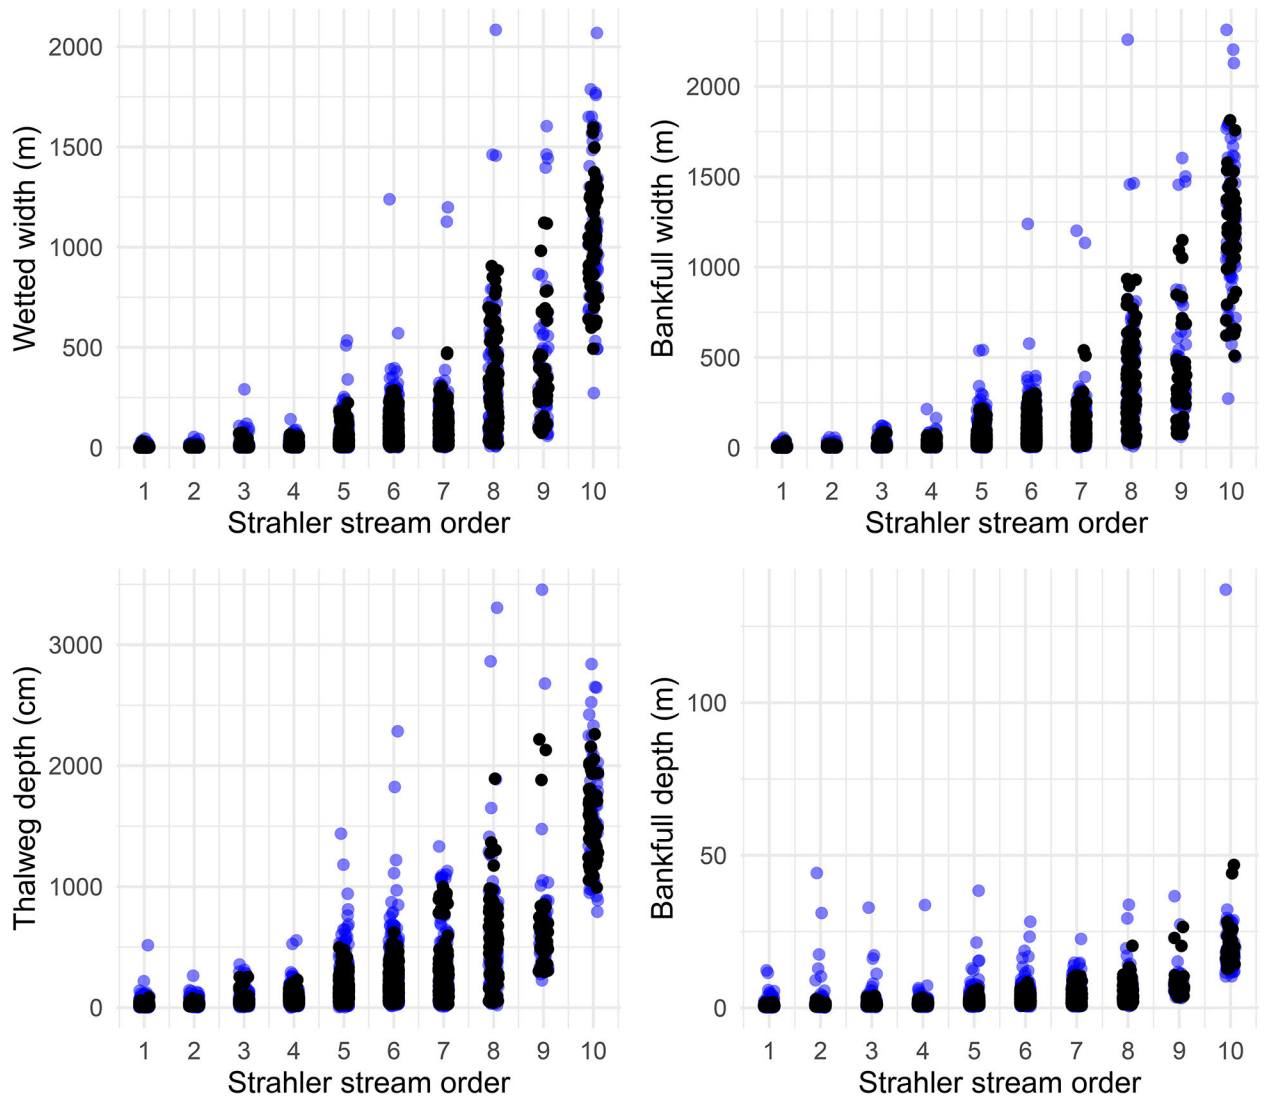 Wetted width (m)
2000
1500
1000
500
0
1 2 3 4 5 6 7 8 9 10
Strahler stream order
Bankfull width (m)
2000
1500
1000
500
0
1 2 3 4 5 6 7 8 9 10
Strahler stream order
Thalweg depth (cm)
3000
2000
1000
0
1 2 3 4 5 6 7 8 9 10
Strahler stream order
Bankfull depth (m)
100
50
0
1 2 3 4 5 6 7 8 9 10
Strahler stream order